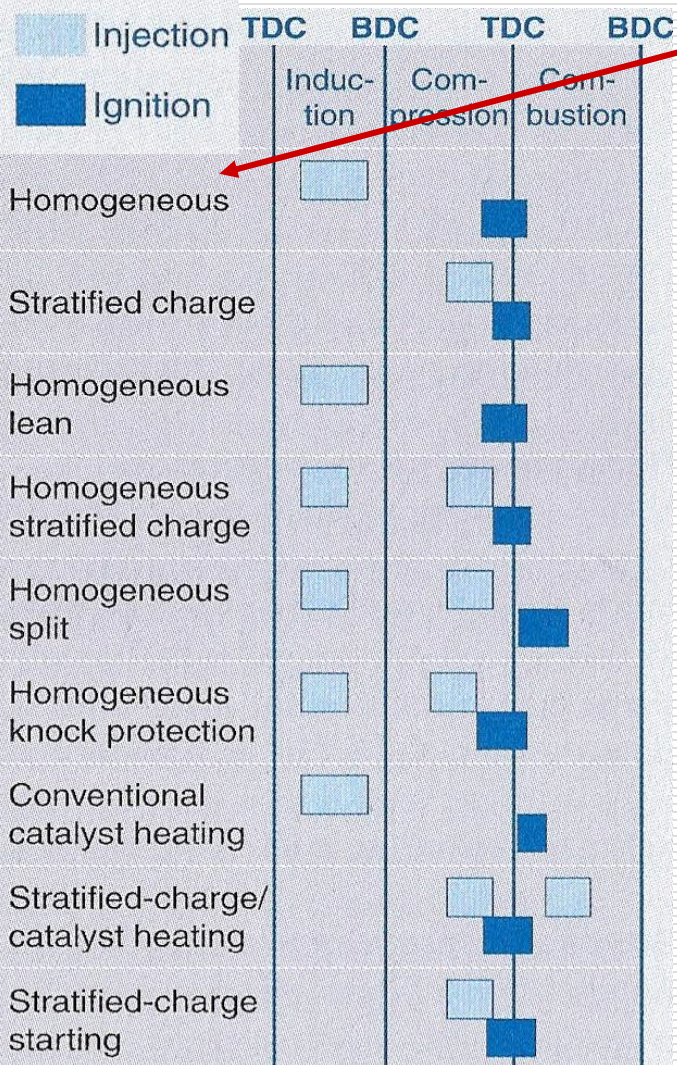 Injection
Ignition
TDC BDC TDC BDC
Induc-
tion
Com-
pression
Com-
bustion
Homogeneous
Stratified charge
Homogeneous
lean
Homogeneous
stratified charge
Homogeneous
split
Homogeneous
knock protection
Conventional
catalyst heating
Stratified-charge/
catalyst heating
Stratified-charge
starting